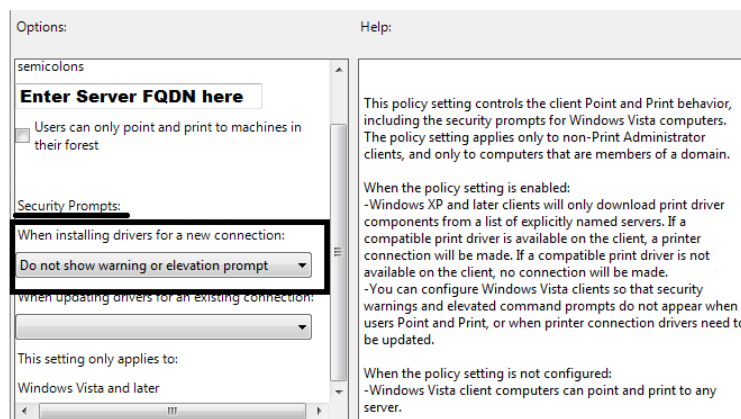 Options:
semicolons
Enter Server FQDN here
Users can only point and print to machines in
their forest
Security Prompts:
When installing drivers for a new connection:
Do not show warning or elevation prompt
When updating drivers for an existing connection:
This setting only applies to:
Windows Vista and later
Help:
This policy setting controls the client Point and Print behavior,
including the security prompts for Windows Vista computers.
The policy setting applies only to non-Print Administrator
clients, and only to computers that are members of a domain.
When the policy setting is enabled:
-Windows XP and later clients will only download print driver
components from a list of explicitly named servers. If a
compatible print driver is available on the client, a printer
connection will be made. If a compatible print driver is not
available on the client, no connection will be made.
-You can configure Windows Vista clients so that security
warnings and elevated command prompts do not appear when
users Point and Print, or when printer connection drivers need to
be updated.
When the policy setting is not configured:
-Windows Vista client computers can point and print to any
server.